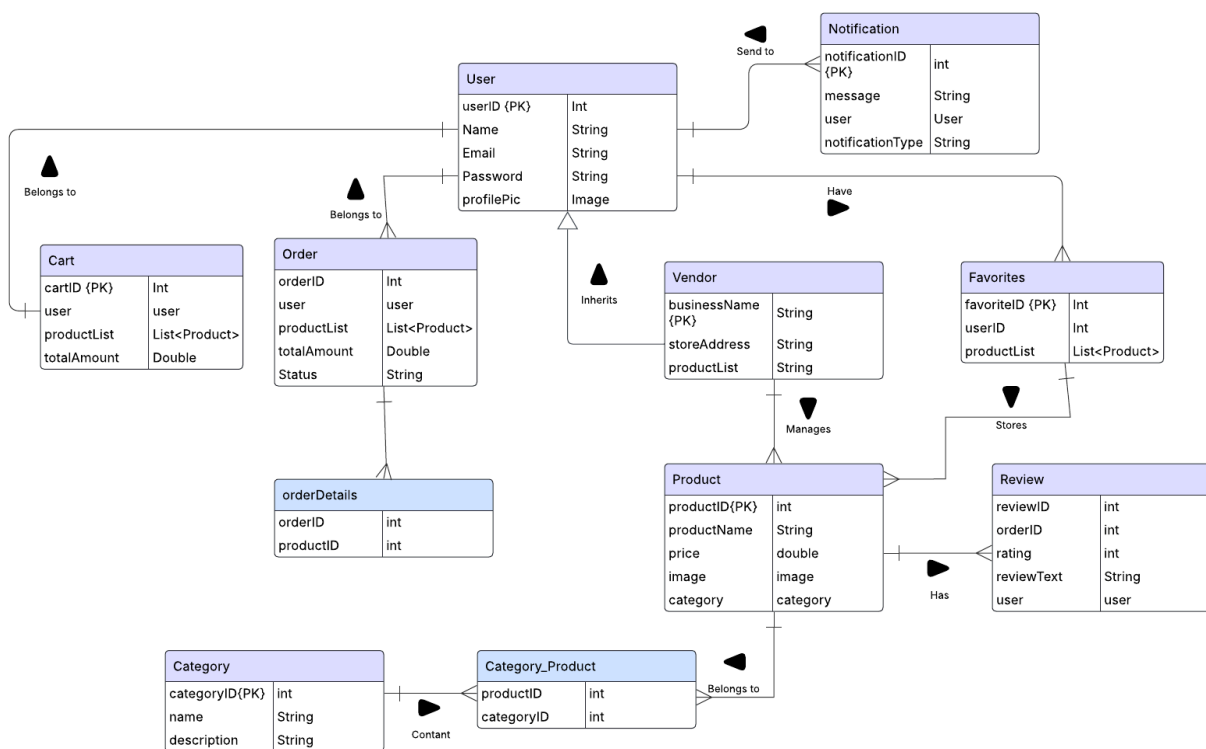 Notification
notificationID {PK} int
message String
user User
notificationType String
Send to
User
userID {PK} Int
Name String
Email String
Password String
profilePic Image
Belongs to
Belongs to
Have
Inherits
Cart
cartID {PK} Int
user user
productList List<Product>
totalAmount Double
Order
orderID Int
user user
productList List<Product>
totalAmount Double
Status String
Vendor
businessName {PK} String
storeAddress String
productList String
Favorites
favoriteID {PK} Int
userID Int
productList List<Product>
Manages
Stores
orderDetails
orderID int
productID int
Product
productID{PK} int
productName String
price double
image image
category category
Has
Review
reviewID int
orderID int
rating int
reviewText String
user user
Category
categoryID{PK} int
name String
description String
Contant
Category_Product
productID int
categoryID int
Belongs to